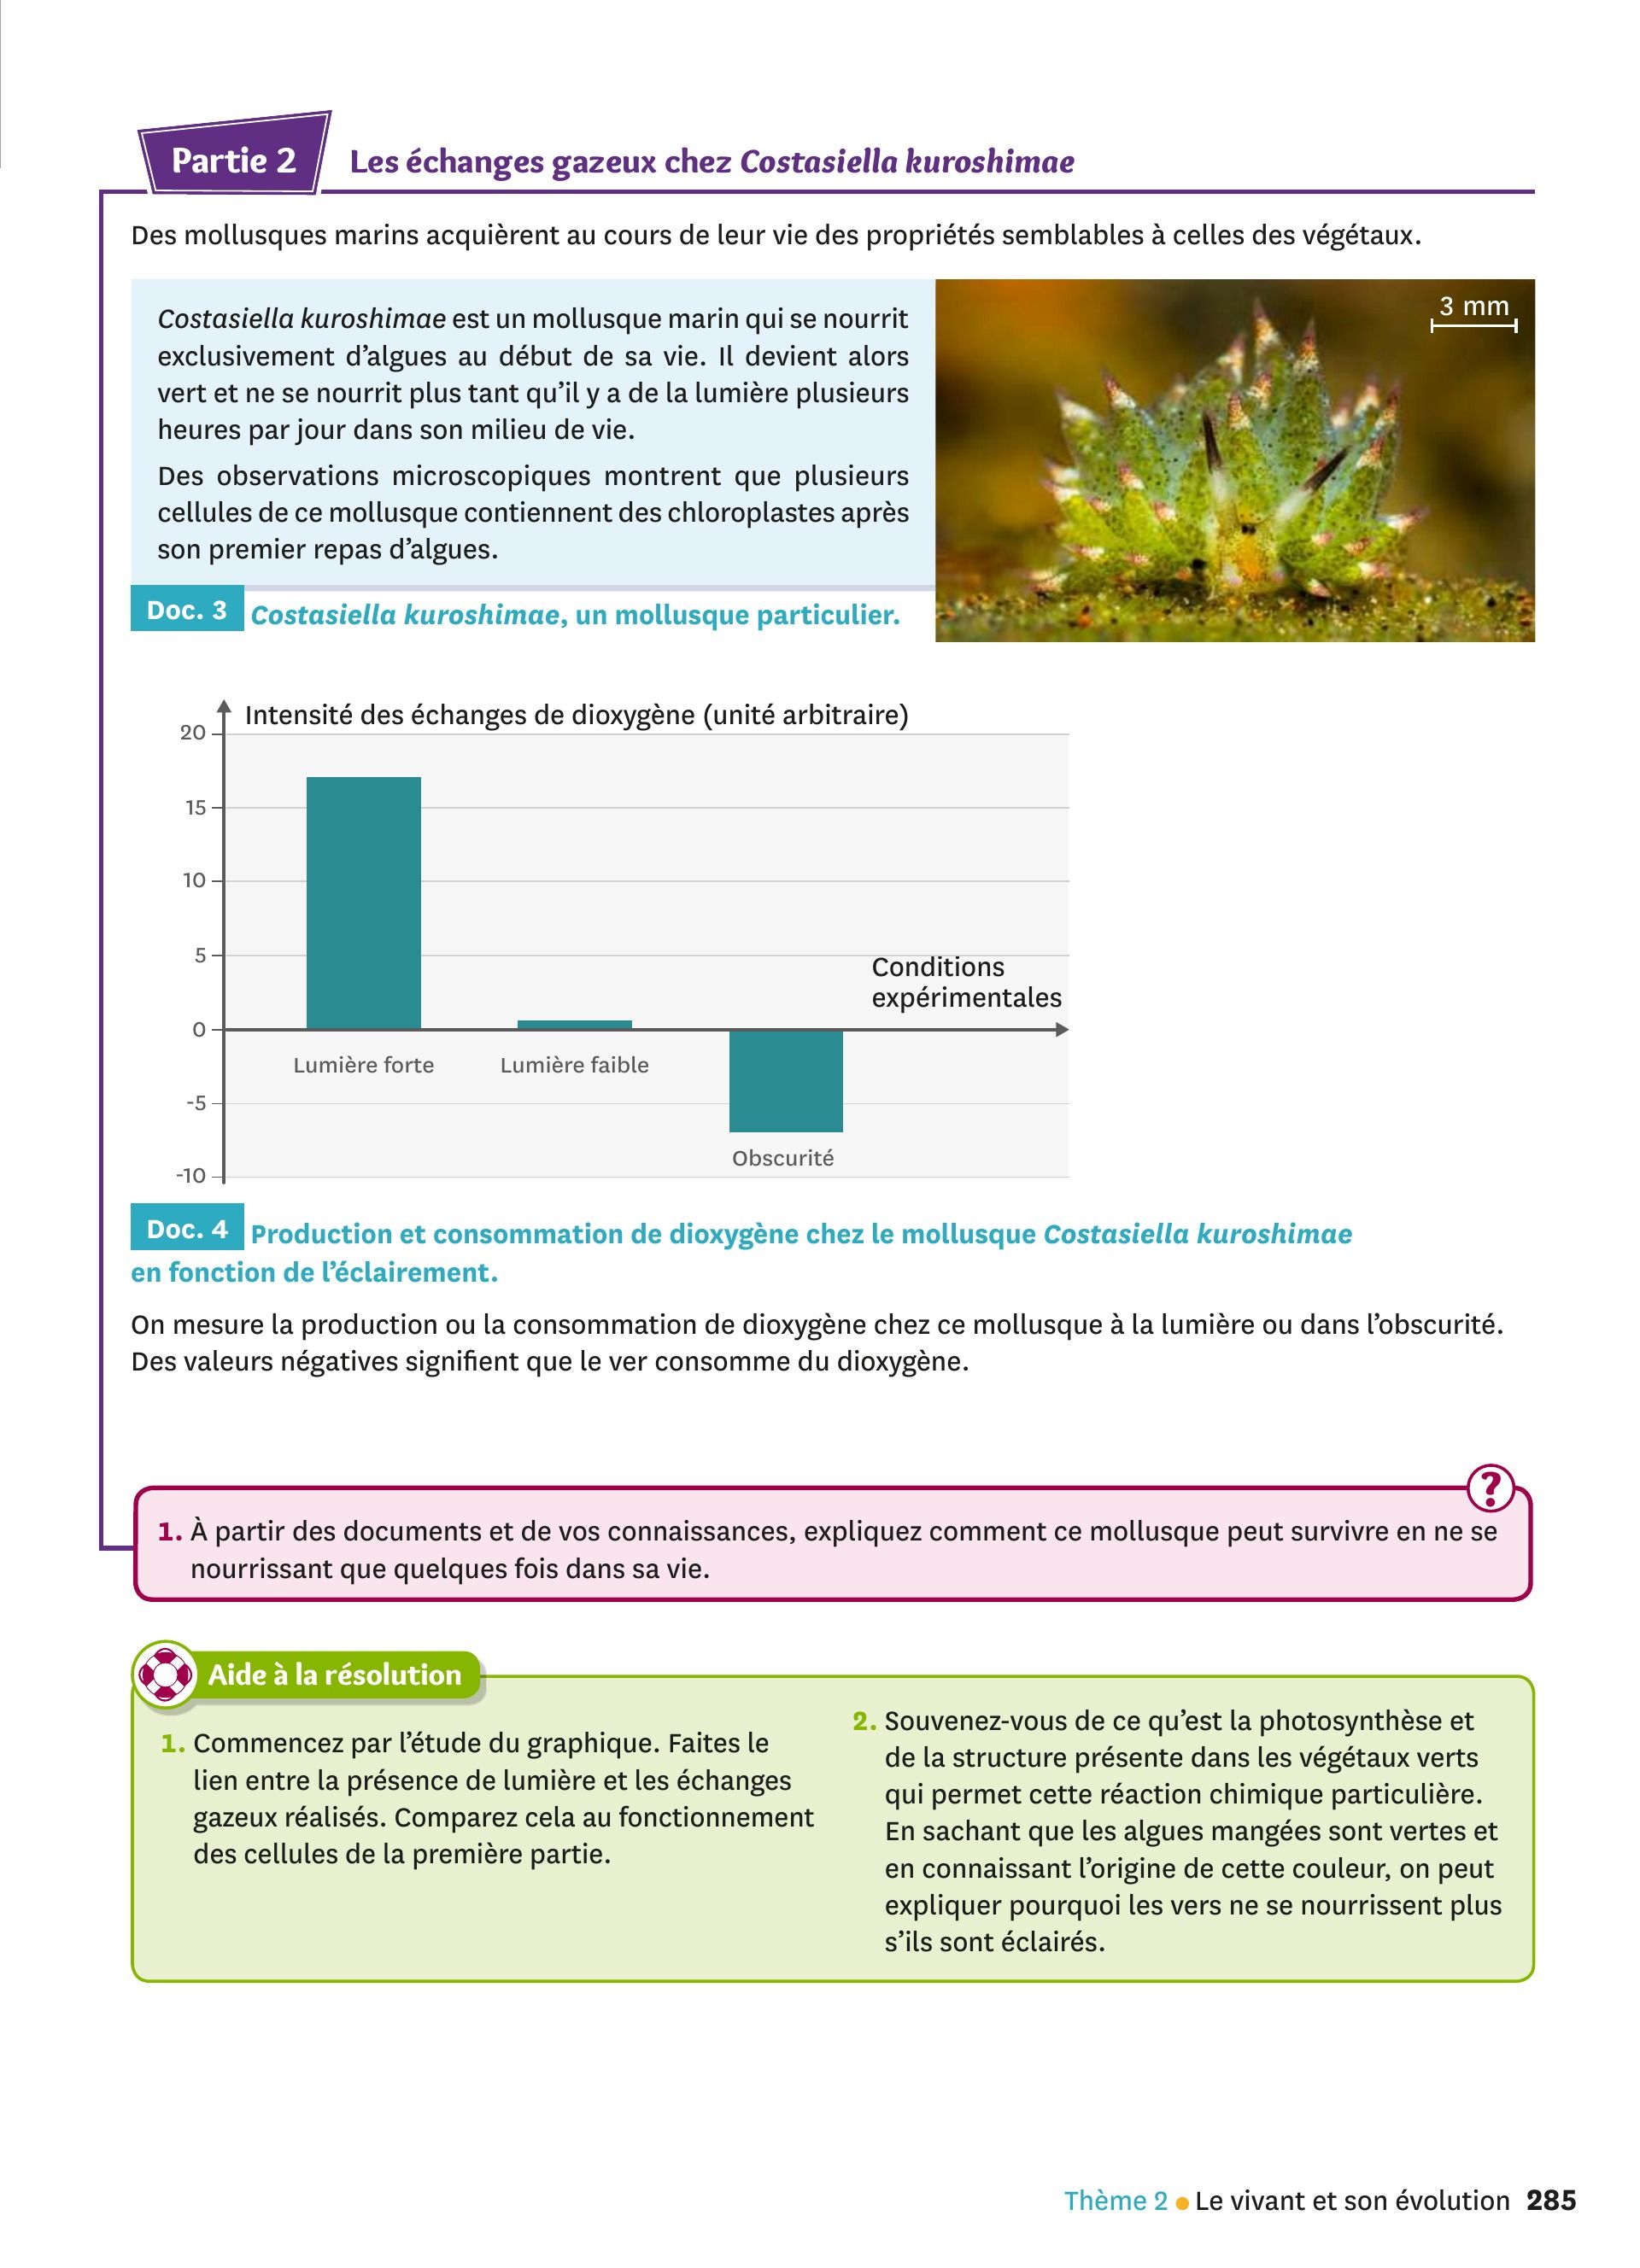 Partie 2
Les échanges gazeux chez Costasiella kuroshimae
Des mollusques marins acquièrent au cours de leur vie des propriétés semblables à celles des végétaux.
Costasiella kuroshimae est un mollusque marin qui se nourrit
exclusivement d'algues au début de sa vie. Il devient alors
vert et ne se nourrit plus tant qu'il y a de la lumière plusieurs
heures par jour dans son milieu de vie.
Des observations microscopiques montrent que plusieurs
cellules de ce mollusque contiennent des chloroplastes après
son premier repas d'algues.
3 mm
Doc. 3 Costasiella kuroshimae, un mollusque particulier.
Intensité des échanges de dioxygène (unité arbitraire)
20
15
10
5
0
-5
-10
Conditions
expérimentales
Lumière forte
Lumière faible
Obscurité
Doc. 4 Production et consommation de dioxygène chez le mollusque Costasiella kuroshimae
en fonction de l'éclairement.
On mesure la production ou la consommation de dioxygène chez ce mollusque à la lumière ou dans l'obscurité.
Des valeurs négatives signifient que le ver consomme du dioxygène.
?
1. À partir des documents et de vos connaissances, expliquez comment ce mollusque peut survivre en ne se
nourrissant que quelques fois dans sa vie.
Aide à la résolution
1. Commencez par l'étude du graphique. Faites le
lien entre la présence de lumière et les échanges
gazeux réalisés. Comparez cela au fonctionnement
des cellules de la première partie.
2. Souvenez-vous de ce qu'est la photosynthèse et
de la structure présente dans les végétaux verts
qui permet cette réaction chimique particulière.
En sachant que les algues mangées sont vertes et
en connaissant l'origine de cette couleur, on peut
expliquer pourquoi les vers ne se nourrissent plus
s'ils sont éclairés.
Thème 2 • Le vivant et son évolution 285